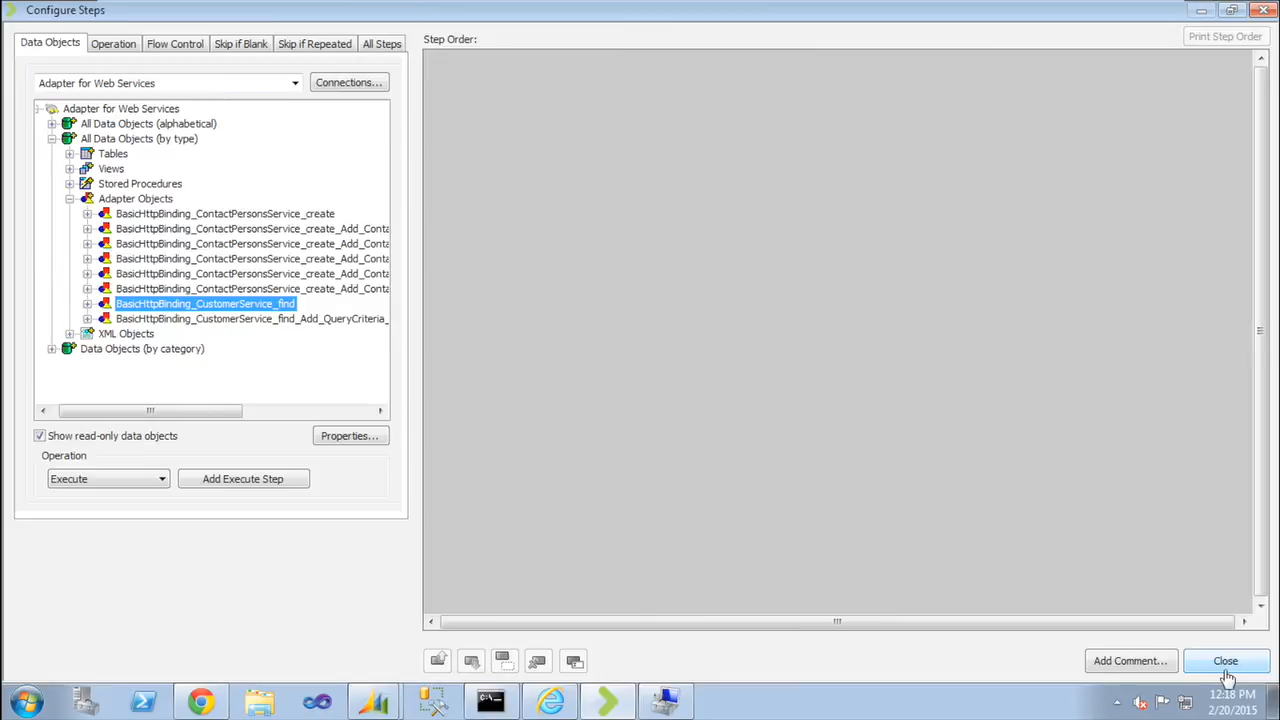 Configure Steps
Data Objects
Operation
Flow Control
Skip if Blank
Skip if Repeated
All Steps
Step Order:
Print Step Order
Adapter for Web Services
Connections...
Adapter for Web Services
All Data Objects (alphabetical)
All Data Objects (by type)
Tables
Views
Stored Procedures
Adapter Objects
BasicHttpBinding_ContactPersonsService_create
BasicHttpBinding_ContactPersonsService_create_Add_Conta
BasicHttpBinding_ContactPersonsService_create_Add_Conta
BasicHttpBinding_ContactPersonsService_create_Add_Conta
BasicHttpBinding_ContactPersonsService_create_Add_Conta
BasicHttpBinding_ContactPersonsService_create_Add_Conta
BasicHttpBinding_CustomerService_find
BasicHttpBinding_CustomerService_find_Add_QueryCriteria_
XML Objects
Data Objects (by category)
Show read-only data objects
Properties...
Operation
Execute
Add Execute Step
Add Comment...
Close
12:18 PM
2/20/2015